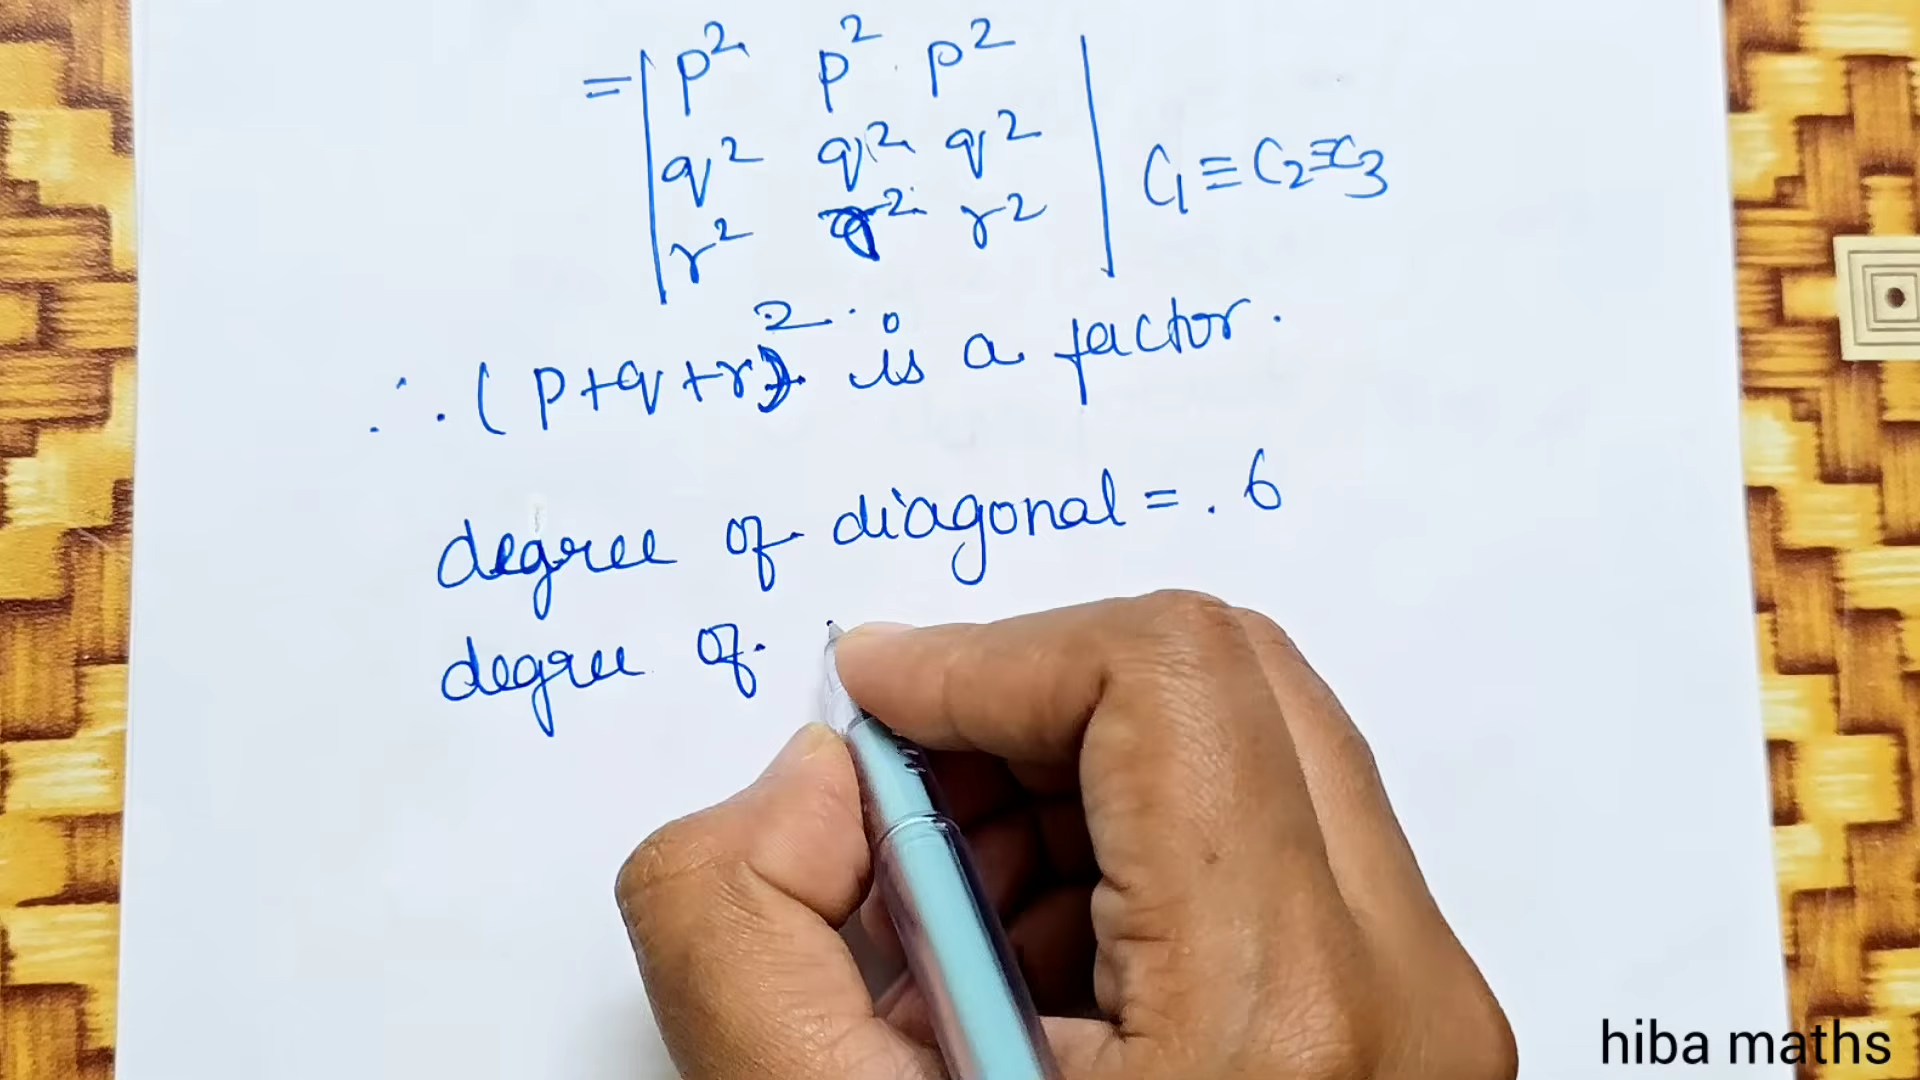 = | p² p² p² |
| q² q² q² | C₁ ≡ C₂ ≡ C₃
| r² r² r² |
∴ (p+q+r)² is a factor.
degree of diagonal = . 6
degree of
hiba maths